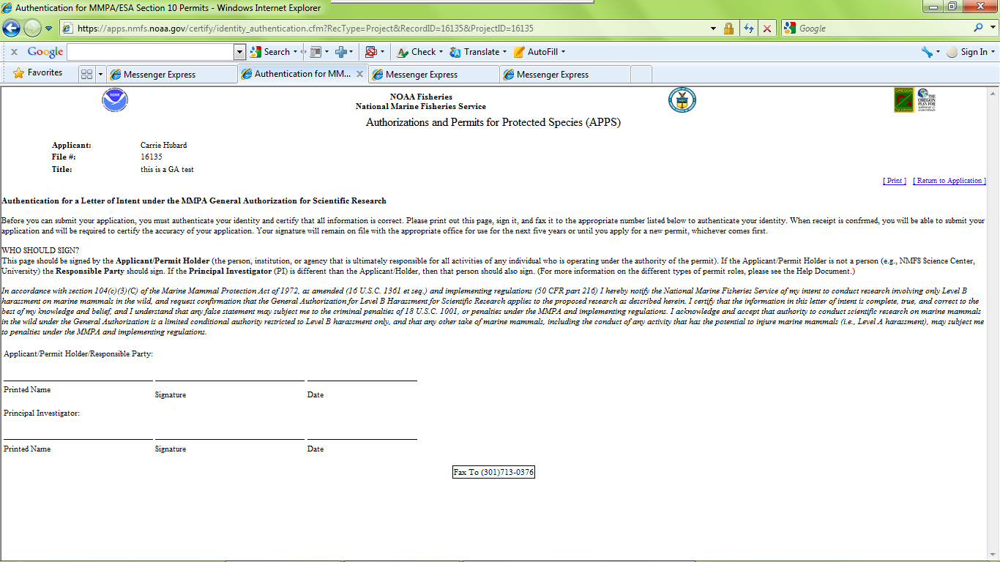 Authentication for MMPA/ESA Section 10 Permits - Windows Internet Explorer
https://apps.nmfs.noaa.gov/certify/identity_authentication.cfm?RecType=Project&RecordID=16135&ProjectID=16135
Google
x Google Search Check Translate AutoFill Sign In
Favorites Messenger Express Authentication for MM... x Messenger Express Messenger Express
NOAA Fisheries
National Marine Fisheries Service
Authorizations and Permits for Protected Species (APPS)
NOAA
OREGON
THE OREGON PLAN FOR
Applicant: Carrie Hubard
File #: 16135
Title: this is a GA test
[ Print ] [ Return to Application ]
Authentication for a Letter of Intent under the MMPA General Authorization for Scientific Research
Before you can submit your application, you must authenticate your identity and certify that all information is correct. Please print out this page, sign it, and fax it to the appropriate number listed below to authenticate your identity. When receipt is confrmed, you will be able to submit your
application and will be required to certify the accuracy of your application. Your signature will remain on file with the appropriate office for use for the next five years or until you apply for a new permit, whichever comes first.
WHO SHOULD SIGN?
This page should be signed by the Applicant/Permit Holder (the person, institution, or agency that is ultimately responsible for all activities of any individual who is operating under the authority of the permit). If the Applicant/Permit Holder is not a person (e.g., NMFS Science Center,
University) the Responsible Party should sign. If the Principal Investigator (PI) is different than the Applicant/Holder, then that person should also sign. (For more information on the different types of permit roles, please see the Help Document.)
In accordance with section 104(c)(3)(C) of the Marine Mammal Protection Act of 1972, as amended (16 U.S.C. 1361 et seq.) and implementing regulations (50 CFR part 216) I hereby notify the National Marine Fisheries Service of my intent to conduct research involving only Level B
harassment on marine mammals in the wild, and request confirmation that the General Authorization for Level B Harassment for Scientific Research applies to the proposed research as described herein. I certify that the information in this letter of intent is complete, true, and correct to the
best of my knowledge and belief, and I understand that any false statement may subject me to the criminal penalties of 18 U.S.C. 1001, or penalties under the MMPA and implementing regulations. I acknowledge and accept that authority to conduct scientific research on marine mammals
in the wild under the General Authorization is a limited conditional authority restricted to Level B harassment only, and that any other take of marine mammals, including the conduct of any activity that has the potential to injure marine mammals (i.e., Level A harassment), may subject me
to penalties under the MMPA and implementing regulations.
Applicant/Permit Holder/Responsible Party:
Printed Name Signature Date
Principal Investigator:
Printed Name Signature Date
Fax To (301)713-0376